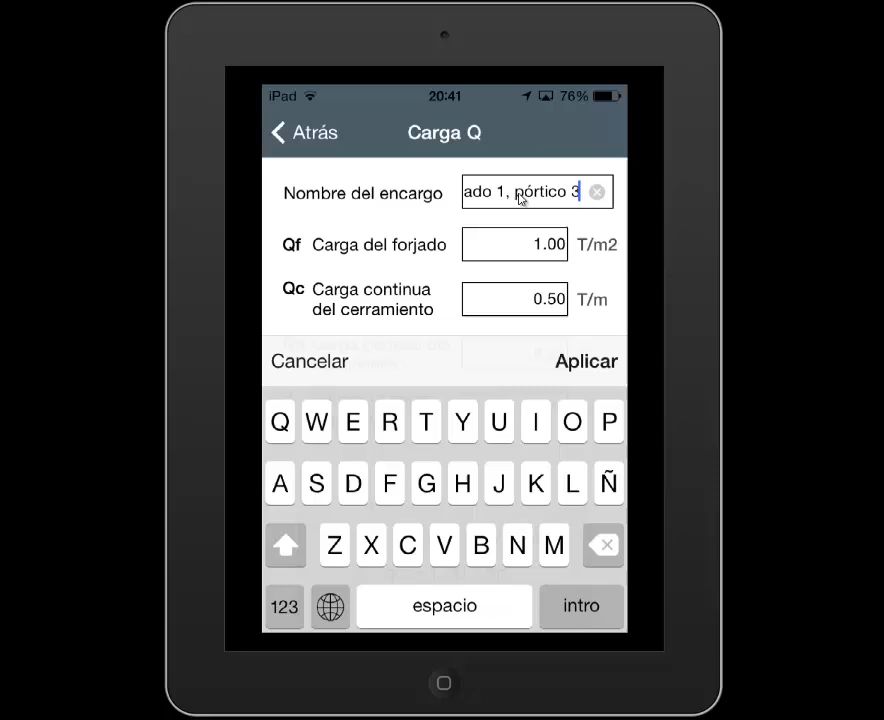 iPad 20:41 76%
Atrás Carga Q
Nombre del encargo ado 1, pórtico 3
Qf Carga del forjado 1.00 T/m2
Qc Carga continua
del cerramiento 0.50 T/m
Cancelar Aplicar
Q W E R T Y U I O P
A S D F G H J K L Ñ
Z X C V B N M
123 espacio intro